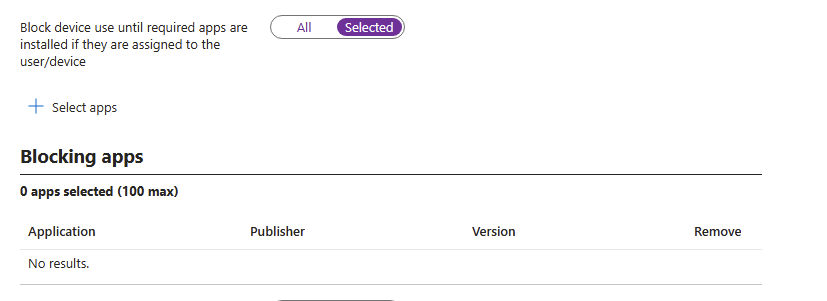 Block device use until required apps are
installed if they are assigned to the
user/device
All Selected
Select apps
Blocking apps
0 apps selected (100 max)
Application Publisher Version Remove
No results.